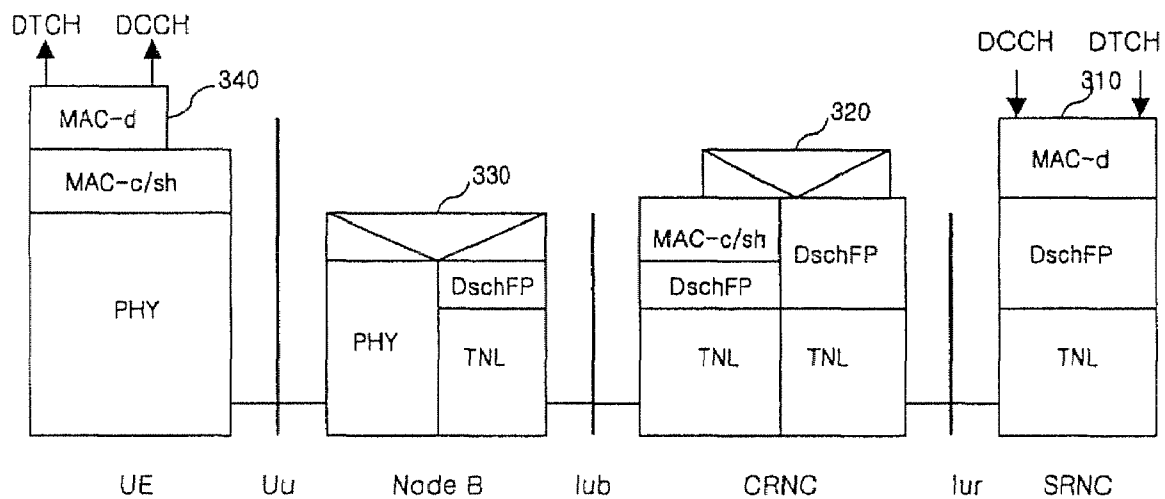 DTCH DCCH
340
MAC-d
MAC-c/sh
PHY
330
DschFP
PHY
TNL
320
MAC-c/sh
DschFP
DschFP
TNL
TNL
DCCH DTCH
310
MAC-d
DschFP
TNL
UE Uu Node B Iub CRNC Iur SRNC